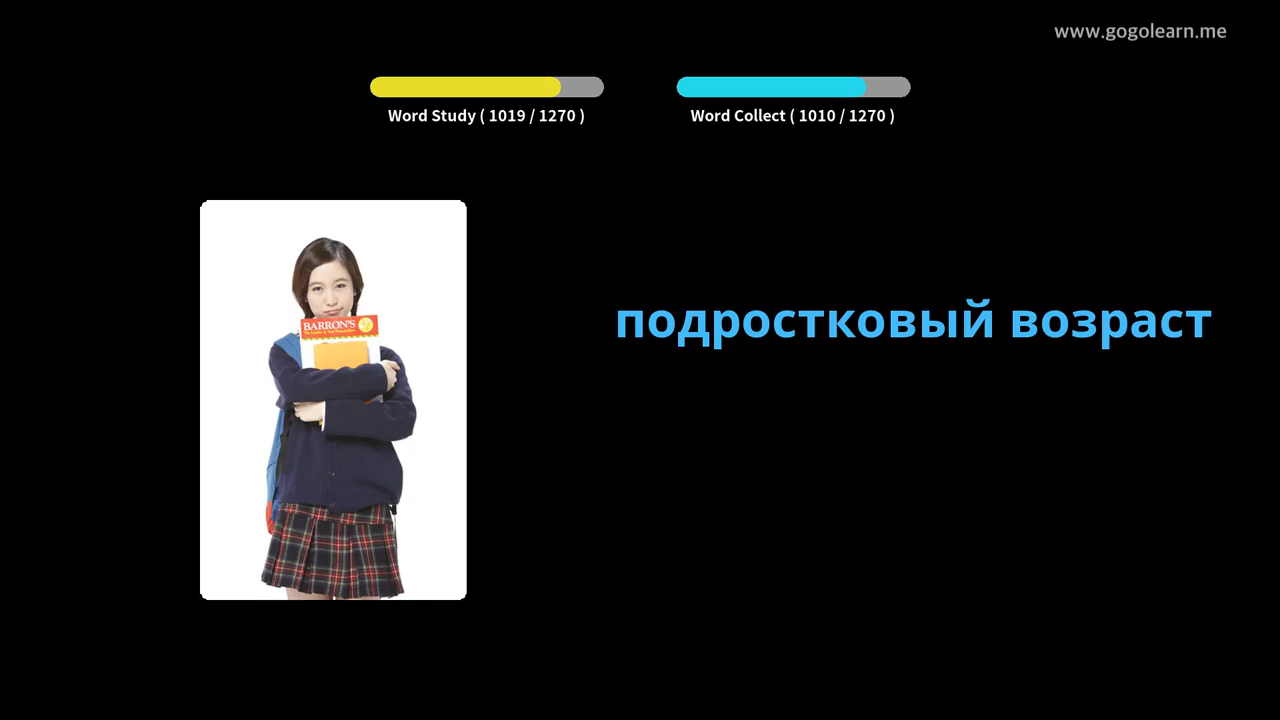 www.gogolearn.me
Word Study ( 1019 / 1270 )
Word Collect ( 1010 / 1270 )
BARRON'S
подростковый возраст